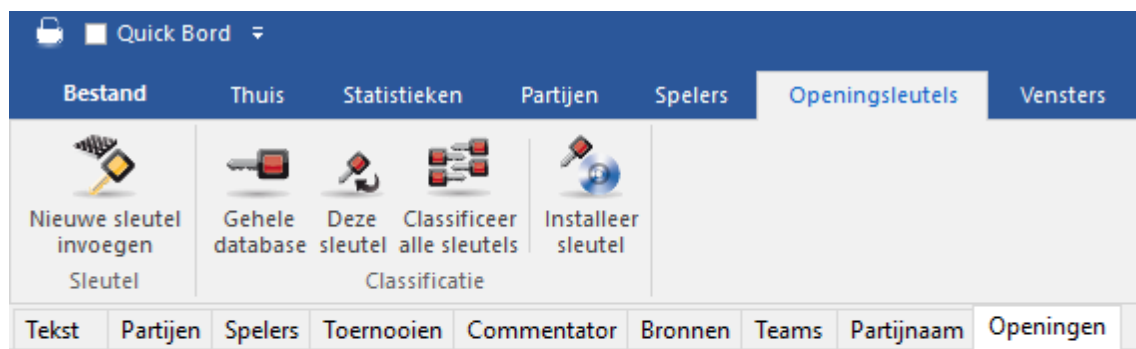 Quick Bord
Bestand Thuis Statistieken Partijen Spelers Openingsleutels Vensters
Nieuwe sleutel Gehele Deze Classificeer Installeer
invoegen database sleutel alle sleutels sleutel
Sleutel Classificatie
Tekst Partijen Spelers Toernooien Commentator Bronnen Teams Partijnaam Openingen